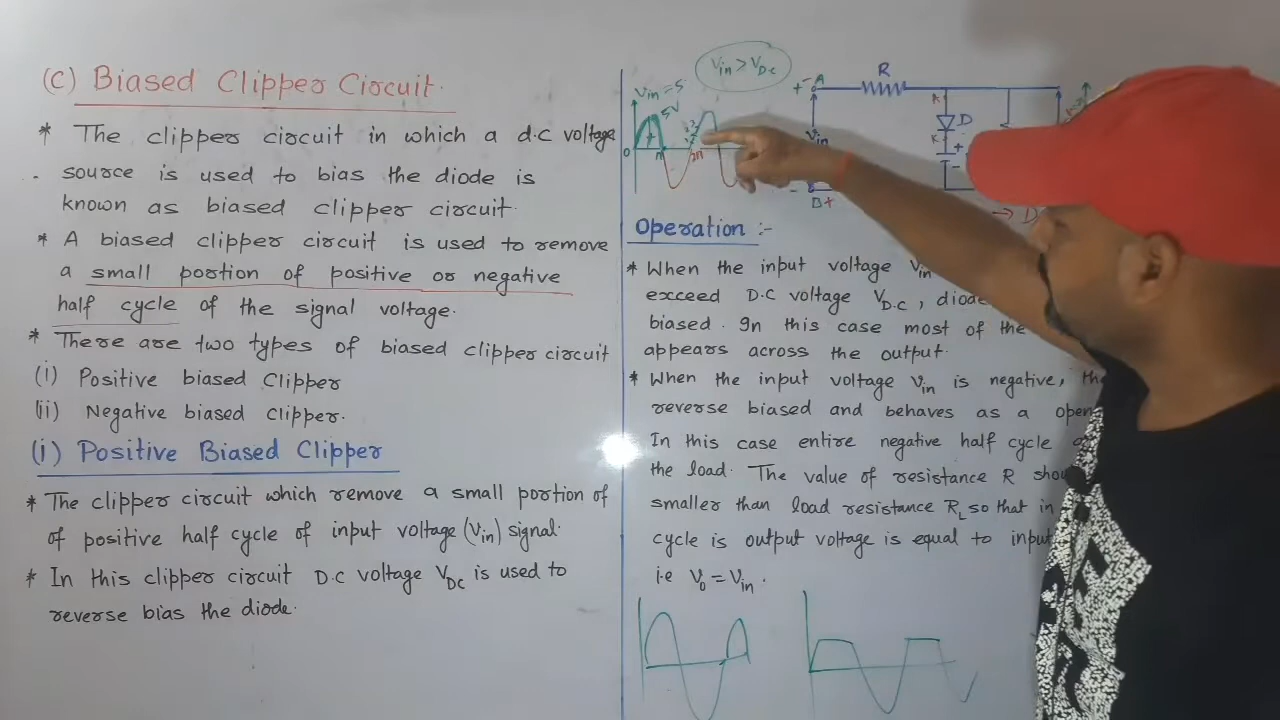 (C) Biased Clipper Circuit.
* The clipper circuit in which a d.c voltage
source is used to bias the diode is
known as biased clipper circuit.
* A biased clipper circuit is used to remove
a small portion of positive or negative
half cycle of the signal voltage.
* There are two types of biased clipper circuit
(i) Positive biased Clipper
(ii) Negative biased Clipper.
(i) Positive Biased Clipper
* The clipper circuit which remove a small portion of
of positive half cycle of input voltage (Vin) signal.
* In this clipper circuit D.C voltage VDC is used to
reverse bias the diode.
Vin > VDC
Vin = 5
5V
+
0
π
2π
+ - A
R
Vin
- B+
K
D
K
+
-
→ D
Operation :-
* When the input voltage Vin
exceed D.C voltage VD.C, diode
biased. In this case most of the
appears across the output.
* When the input voltage Vin is negative, the
reverse biased and behaves as a open
In this case entire negative half cycle
the load. The value of resistance R
smaller than load resistance RL so that in
cycle is output voltage is equal to input
i.e V0 = Vin.